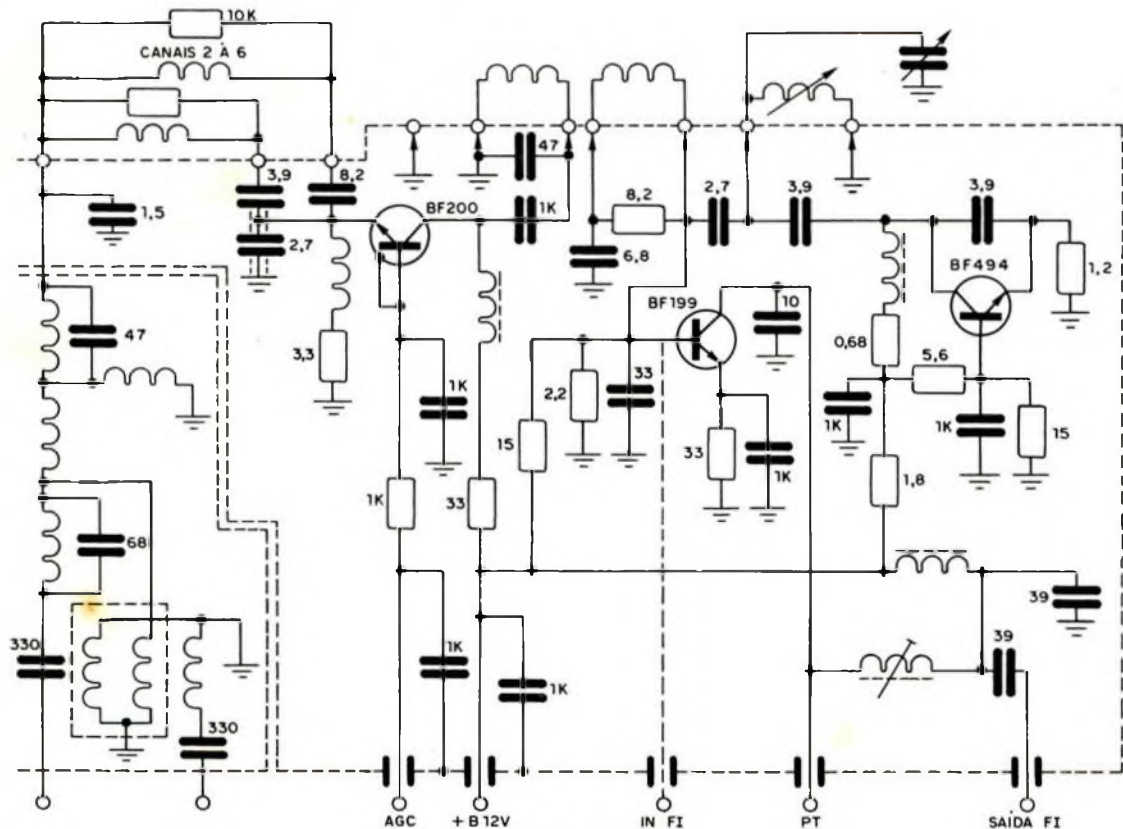 10K
CANAIS 2 À 6
47
8,2
3,9
BF200
1K
8,2
2,7
3,9
3,9
1,5
2,7
6,8
BF494
1,2
BF199
10
47
3,3
0,68
5,6
1K
2,2
33
15
33
1K
1K
1K
15
1K
33
1,8
68
39
330
1K
1K
39
330
AGC
+B 12V
IN FI
PT
SAÍDA FI